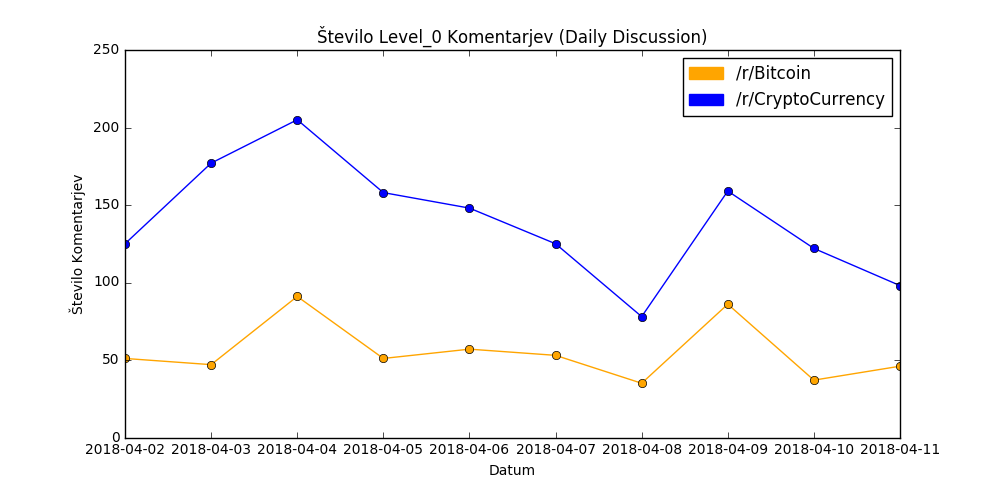 Število Level_0 Komentarjev (Daily Discussion)
/r/Bitcoin
/r/CryptoCurrency
Število Komentarjev
250
200
150
100
50
0
2018-04-02 2018-04-03 2018-04-04 2018-04-05 2018-04-06 2018-04-07 2018-04-08 2018-04-09 2018-04-10 2018-04-11
Datum